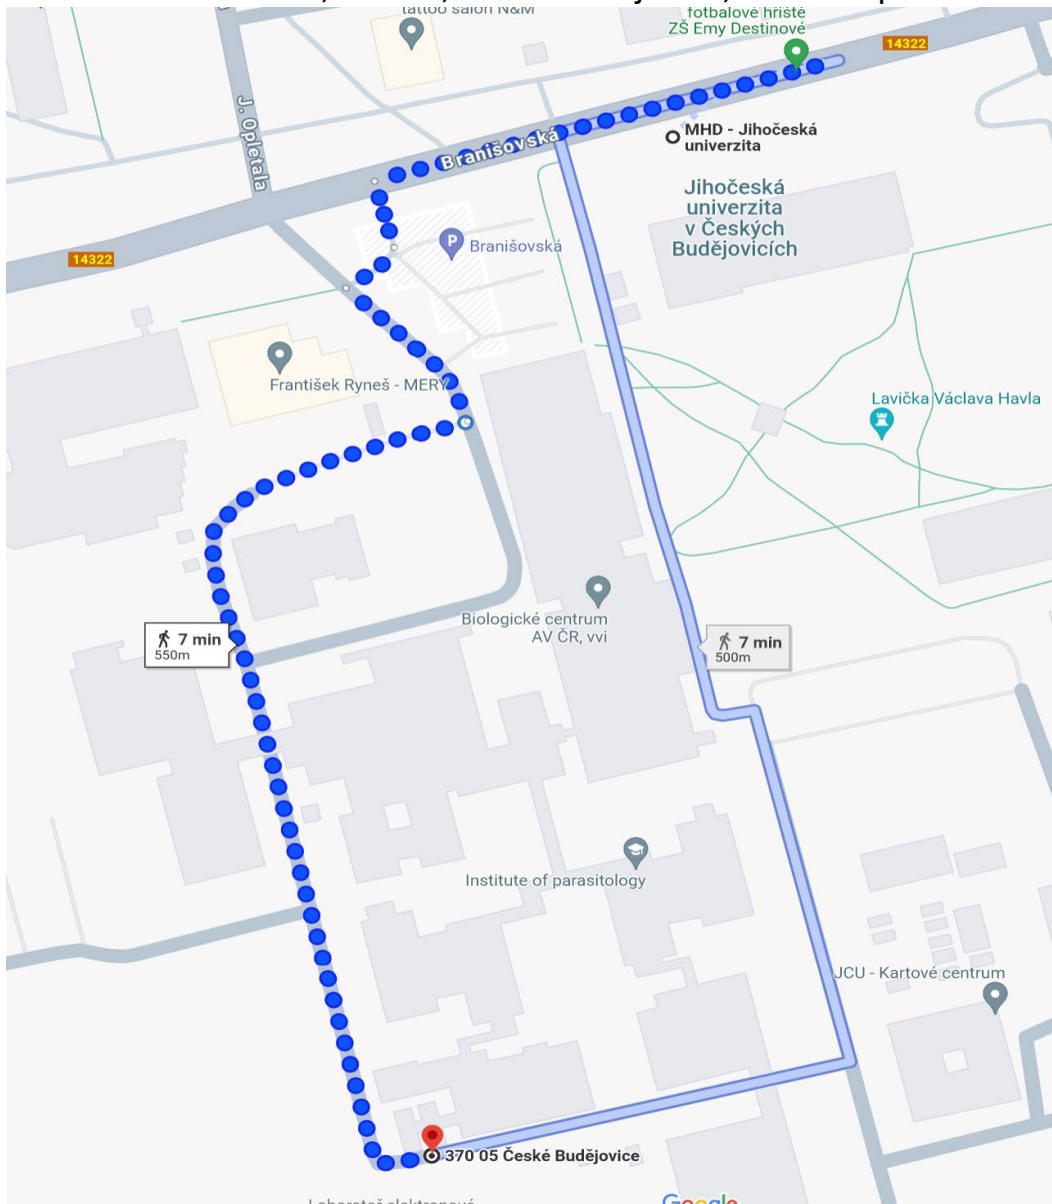 tattoo salon N&M
fotbalové hřiště
ZŠ Emy Destinové
14322
J. Opletala
Branišovská
MHD - Jihočeská
univerzita
Jihočeská
univerzita
v Českých
Budějovicích
P
Branišovská
14322
František Ryneš - MERY
Lavička Václava Havla
Biologické centrum
AV ČR, vvi
7 min
550m
7 min
500m
Institute of parasitology
JCU - Kartové centrum
370 05 České Budějovice
Google